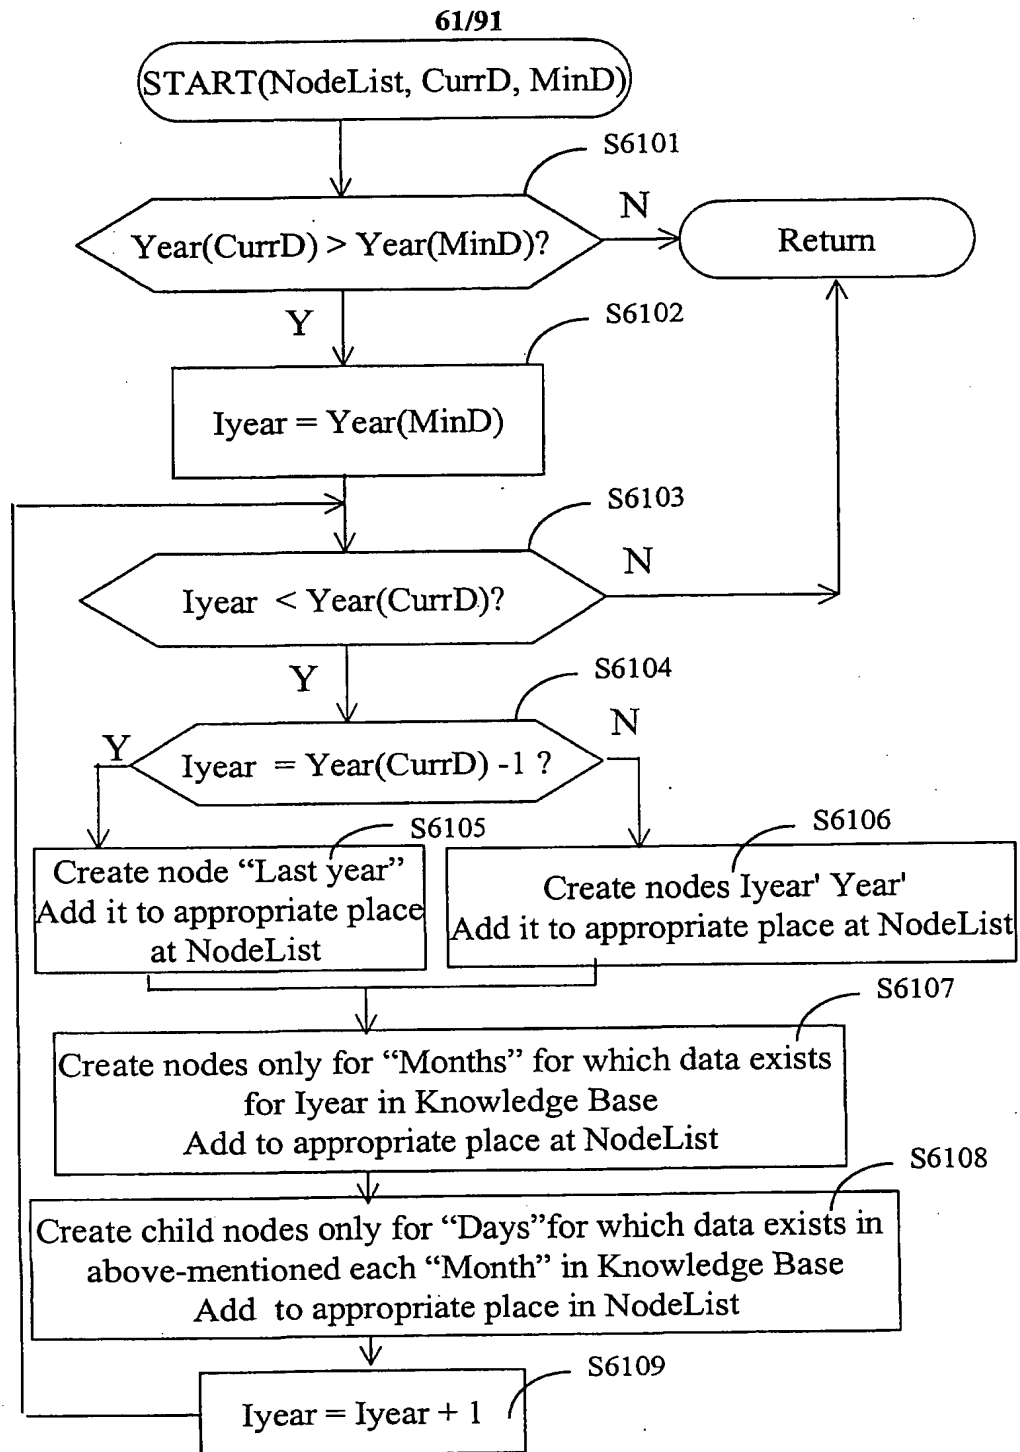 61/91
START(NodeList, CurrD, MinD)
S6101
Year(CurrD) > Year(MinD)?
N
Return
Y
S6102
Iyear = Year(MinD)
S6103
Iyear < Year(CurrD)?
N
Y
S6104
Iyear = Year(CurrD) -1 ?
Y
N
S6105
Create node “Last year”
Add it to appropriate place
at NodeList
S6106
Create nodes Iyear' Year'
Add it to appropriate place at NodeList
S6107
Create nodes only for “Months” for which data exists
for Iyear in Knowledge Base
Add to appropriate place at NodeList
S6108
Create child nodes only for “Days”for which data exists in
above-mentioned each “Month” in Knowledge Base
Add to appropriate place in NodeList
S6109
Iyear = Iyear + 1